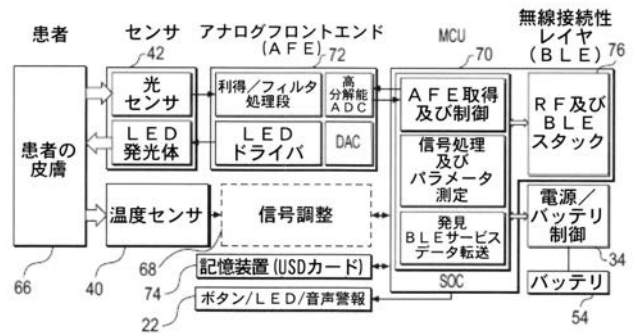 患者
センサ
アナログフロントエンド
(AFE)
MCU
無線接続性
レイヤ
(BLE)
42
72
70
76
光
センサ
利得/フィルタ
処理段
高
分解能
ADC
AFE取得
及び制御
RF及び
BLE
スタック
患者の
皮膚
LED
発光体
LED
ドライバ
DAC
信号処理
及び
パラメータ
測定
温度センサ
信号調整
発見
BLEサービス
データ転送
電源/
バッテリ
制御
66
40
68
74
記憶装置(USDカード)
SOC
34
22
ボタン/LED/音声警報
バッテリ
54